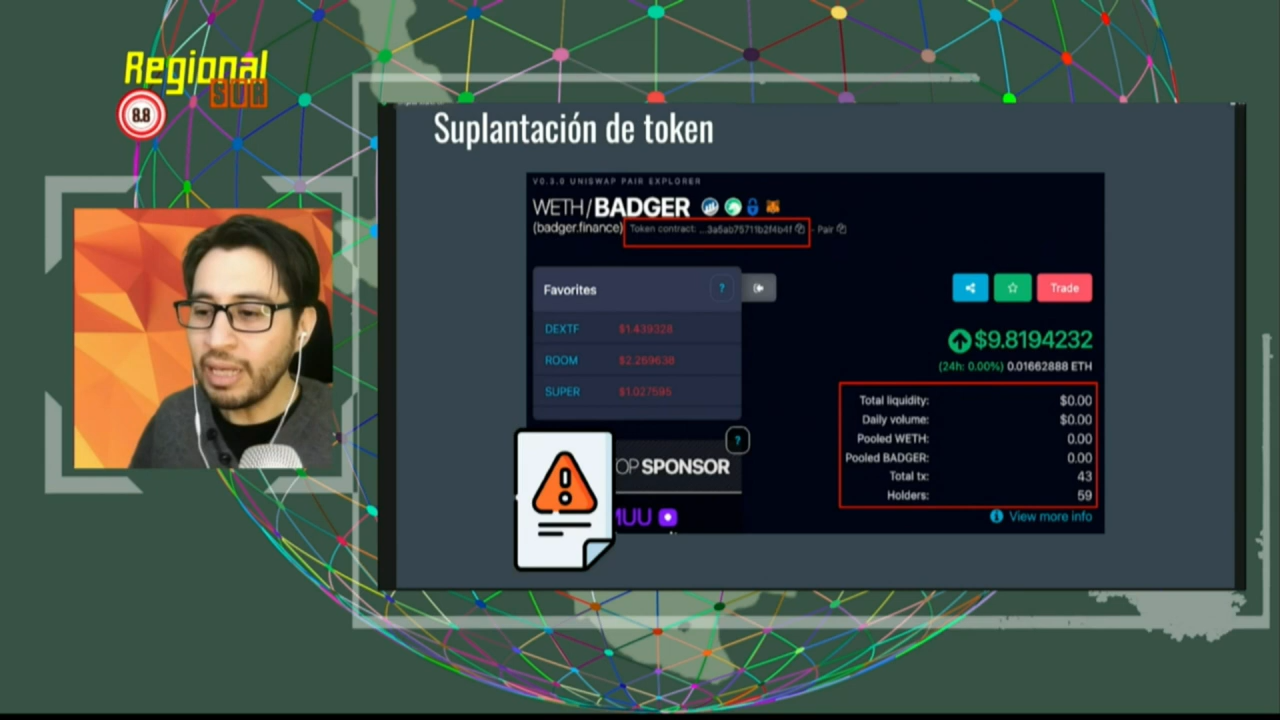 Regional
SUR
8.8
Suplantación de token
V0.3.0 UNISWAP PAIR EXPLORER
WETH/BADGER
(badger.finance) Token contract: ...3a6ab75711b2f4b4f - Pair
Favorites
?
Trade
DEXTF $1.439328
ROOM $2.269638
SUPER $1.027595
$9.8194232
(24h: 0.00%) 0.01662888 ETH
Total liquidity: $0.00
Daily volume: $0.00
Pooled WETH: 0.00
Pooled BADGER: 0.00
Total tx: 43
Holders: 59
View more info
?
OP SPONSOR
MUU